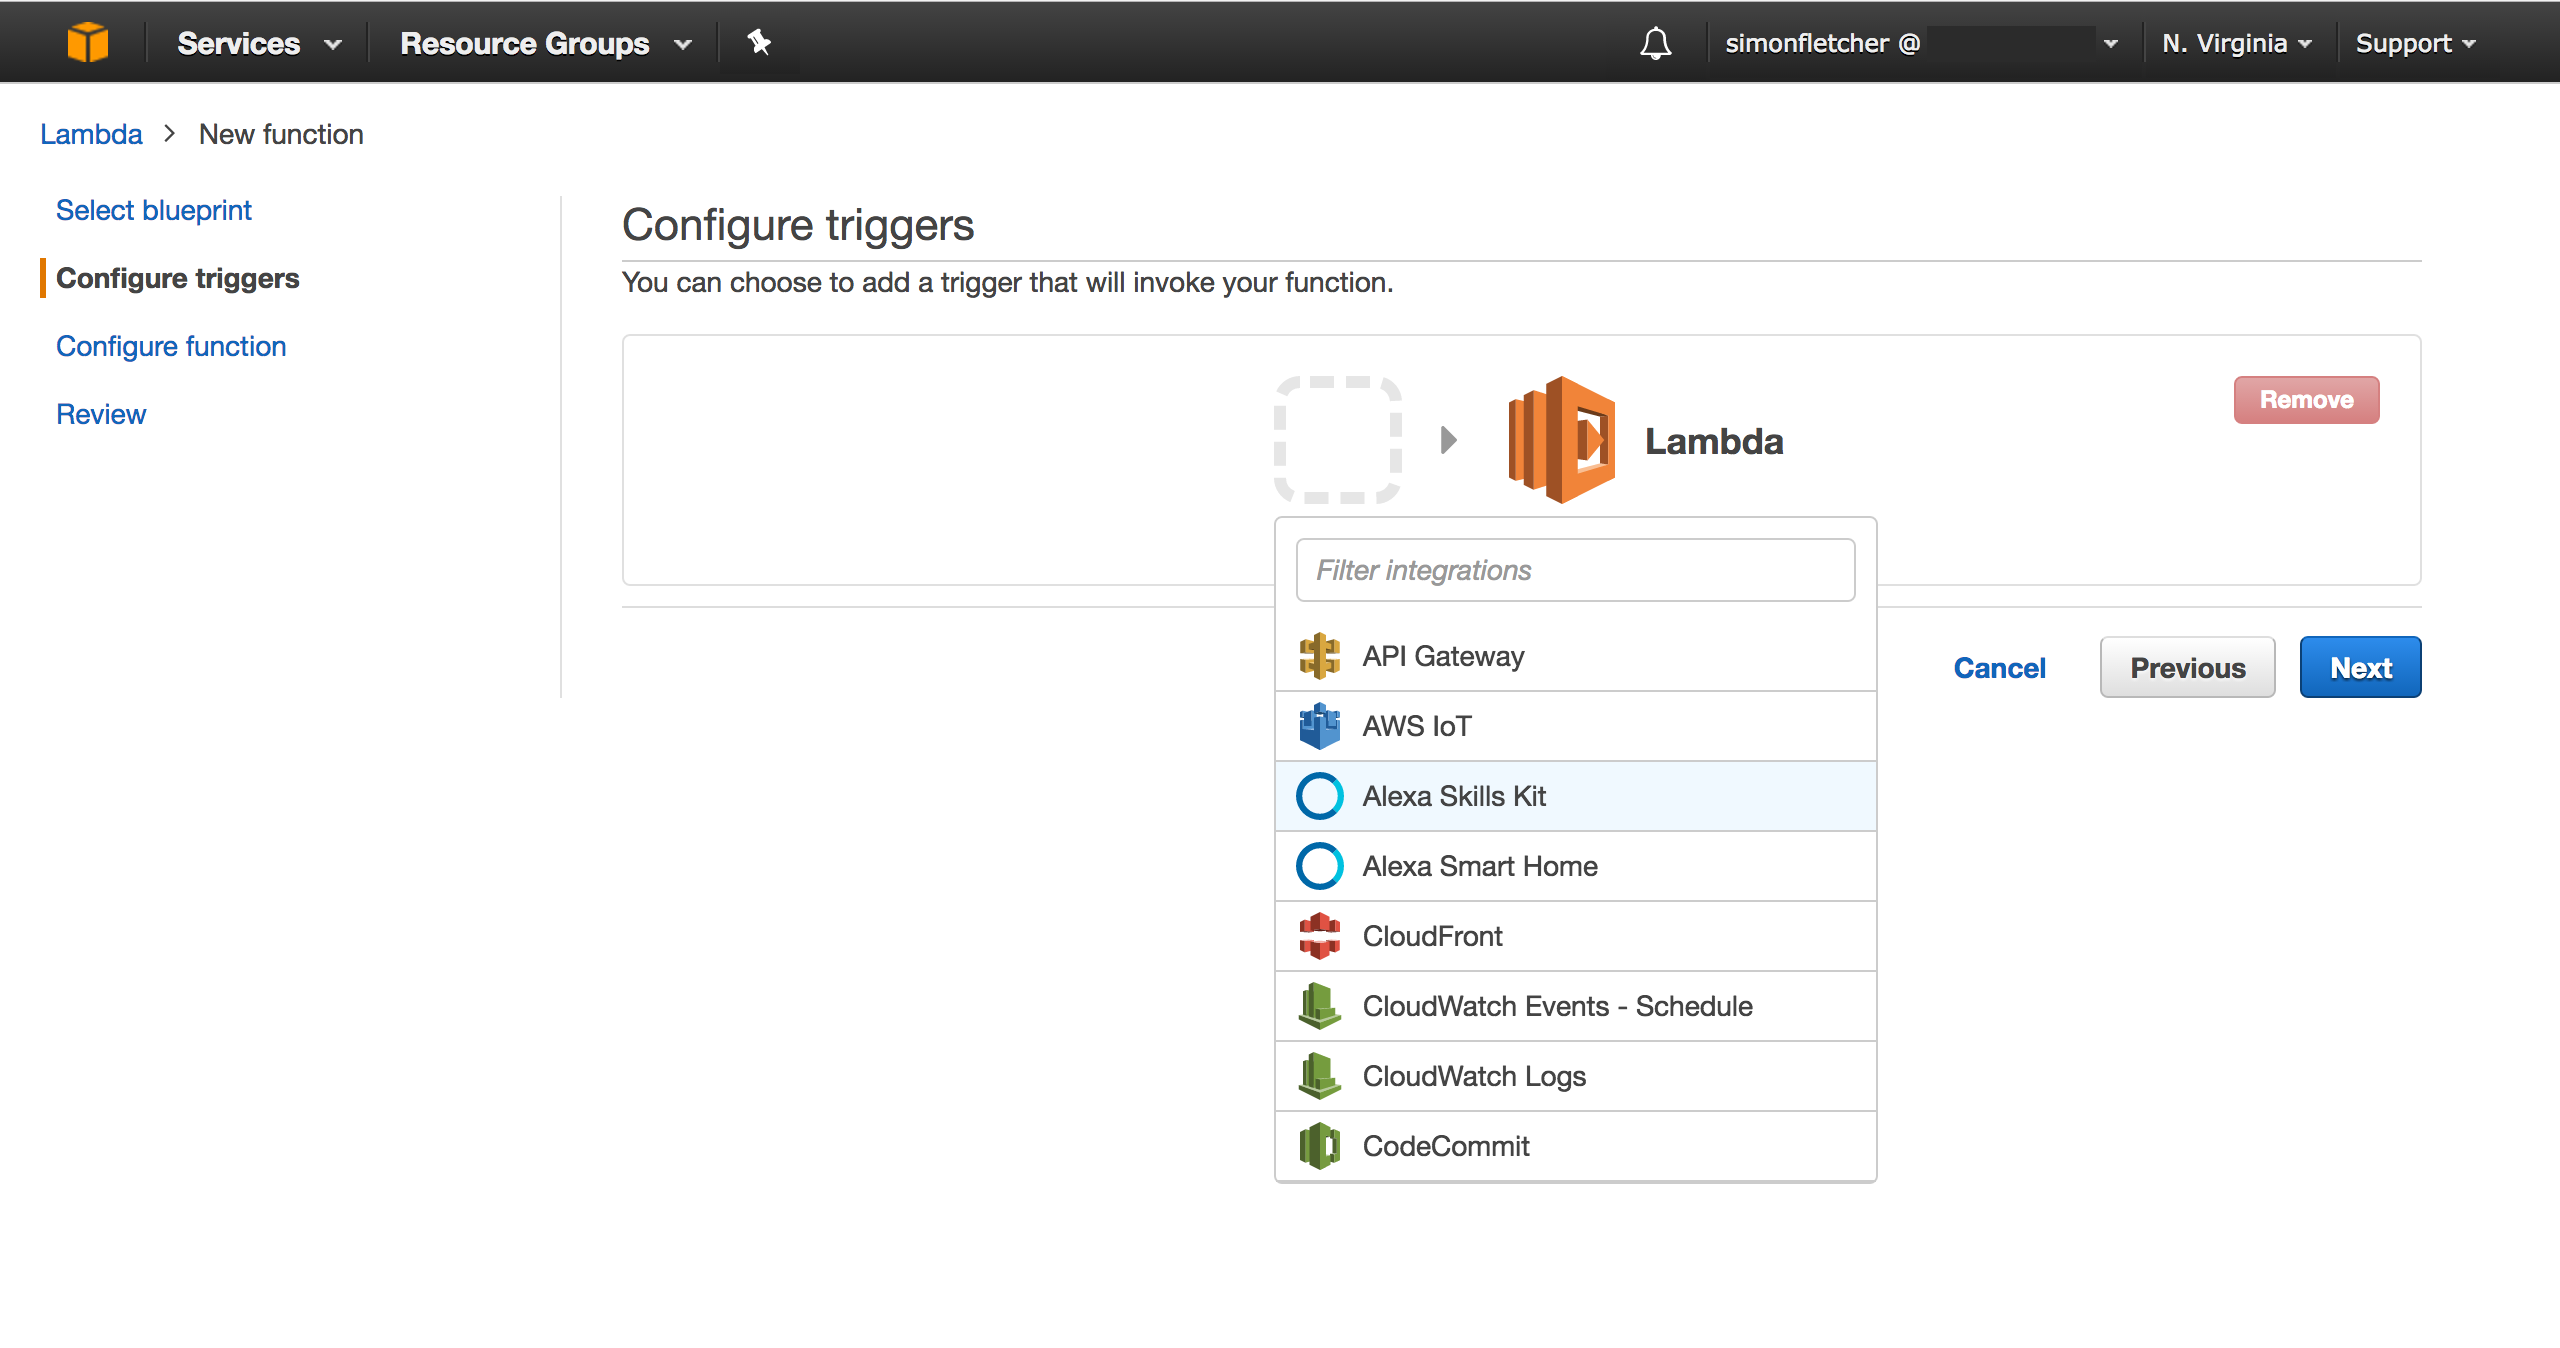 Services Resource Groups simonfletcher @ N. Virginia Support
Lambda > New function
Select blueprint
Configure triggers
Configure function
Review
Configure triggers
You can choose to add a trigger that will invoke your function.
Lambda
Remove
Filter integrations
API Gateway
AWS IoT
Alexa Skills Kit
Alexa Smart Home
CloudFront
CloudWatch Events - Schedule
CloudWatch Logs
CodeCommit
Cancel Previous Next